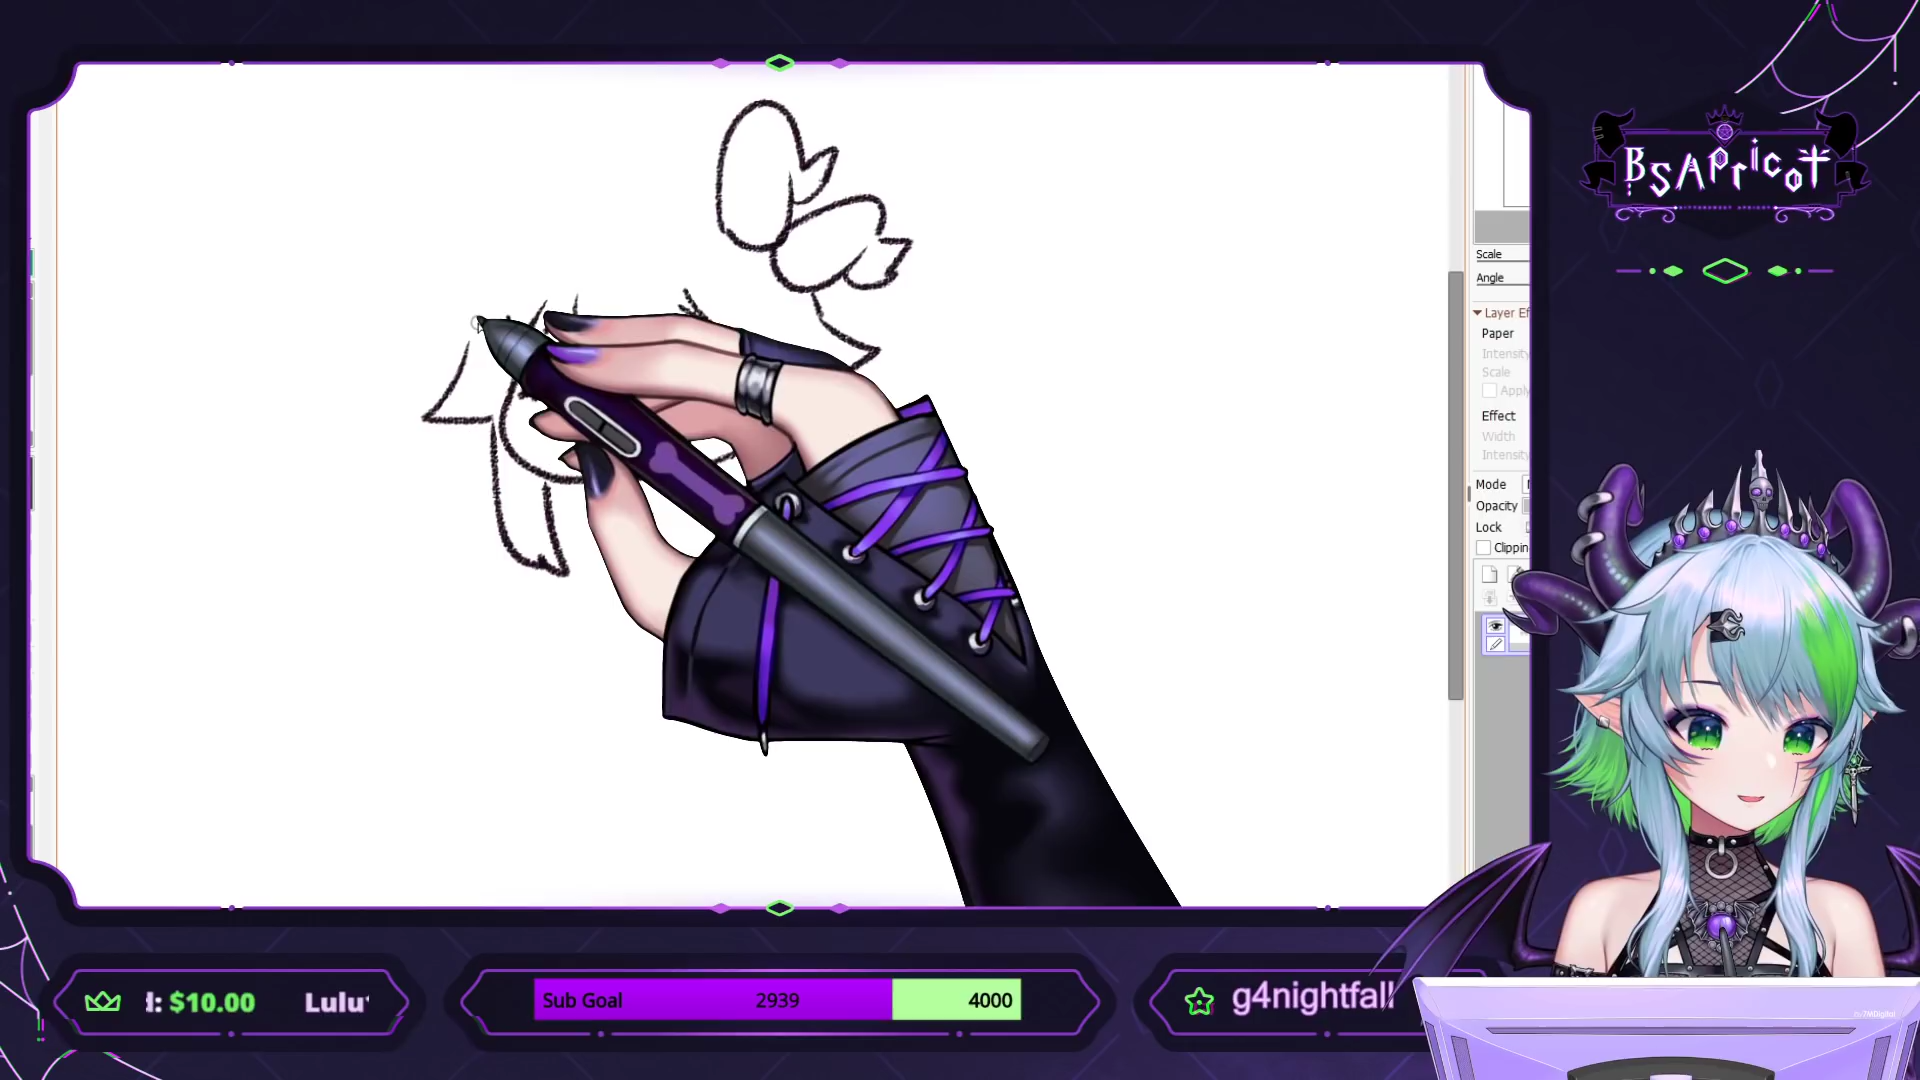 BSApricot
Scale
Angle
Layer Ef
Paper
Intensity
Scale
Apply
Effect
Width
Intensity
Mode
Opacity
Lock
Clippin
d: $10.00 Lulu
Sub Goal 2939 4000
g4nightfall